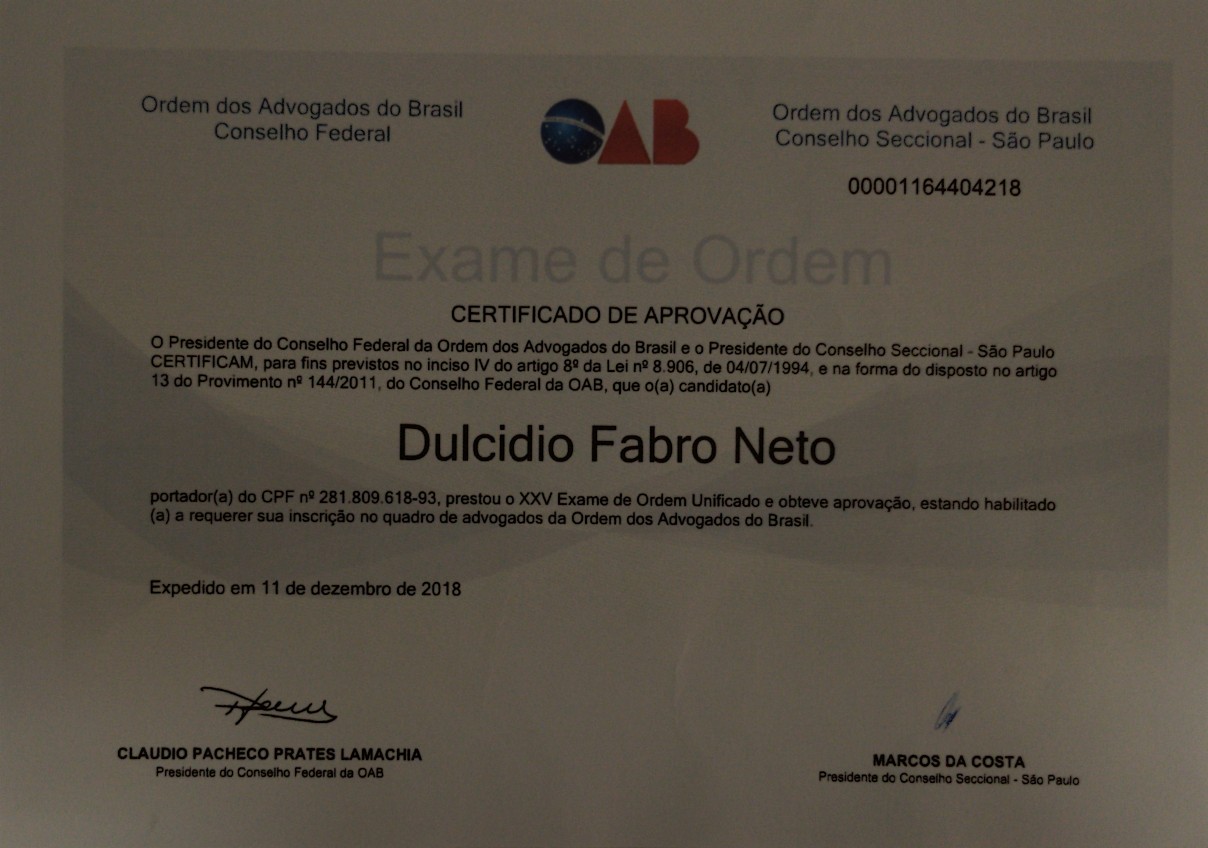 Ordem dos Advogados do Brasil
Conselho Federal
OAB
Ordem dos Advogados do Brasil
Conselho Seccional - São Paulo
00001164404218
Exame de Ordem
CERTIFICADO DE APROVAÇÃO
O Presidente do Conselho Federal da Ordem dos Advogados do Brasil e o Presidente do Conselho Seccional - São Paulo
CERTIFICAM, para fins previstos no inciso IV do artigo 8º da Lei nº 8.906, de 04/07/1994, e na forma do disposto no artigo
13 do Provimento nº 144/2011, do Conselho Federal da OAB, que o(a) candidato(a)
Dulcidio Fabro Neto
portador(a) do CPF nº 281.809.618-93, prestou o XXV Exame de Ordem Unificado e obteve aprovação, estando habilitado
(a) a requerer sua inscrição no quadro de advogados da Ordem dos Advogados do Brasil.
Expedido em 11 de dezembro de 2018
CLAUDIO PACHECO PRATES LAMACHIA
Presidente do Conselho Federal da OAB
MARCOS DA COSTA
Presidente do Conselho Seccional - São Paulo